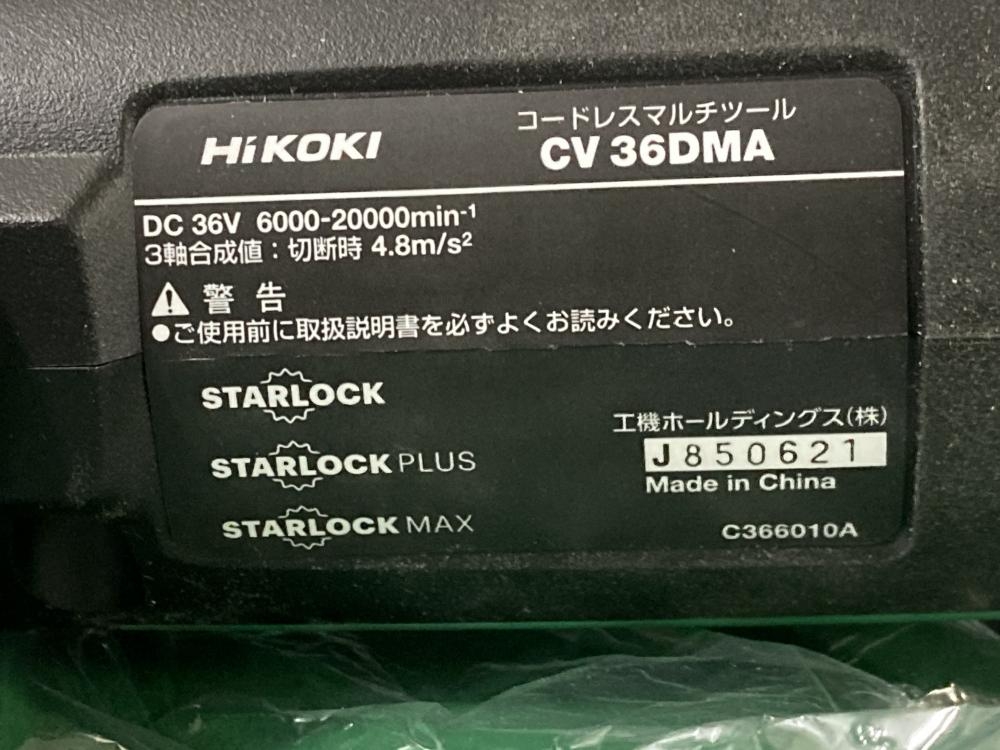 HiKOKI
コードレスマルチツール
CV 36DMA
DC 36V 6000-20000min-1
3軸合成値：切断時 4.8m/s2
警告
●ご使用前に取扱説明書を必ずよくお読みください。
STARLOCK
STARLOCK PLUS
STARLOCK MAX
工機ホールディングス(株)
J850621
Made in China
C366010A